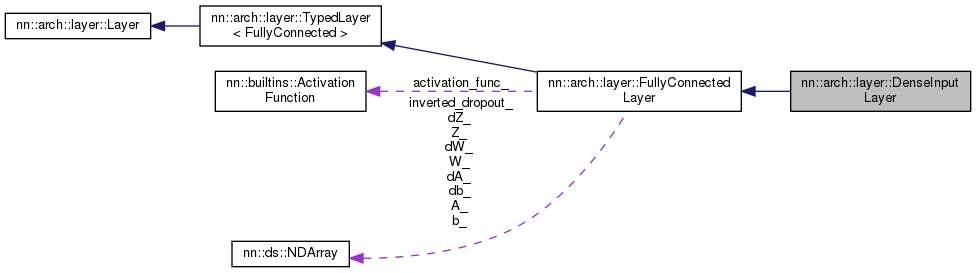 nn::arch::layer::Layer
nn::arch::layer::TypedLayer
< FullyConnected >
nn::builtins::Activation
Function
activation_func_
nn::arch::layer::FullyConnected
Layer
nn::arch::layer::DenseInput
Layer
inverted_dropout_
dZ_
Z_
dW_
W_
dA_
db_
A_
b_
nn::ds::NDArray